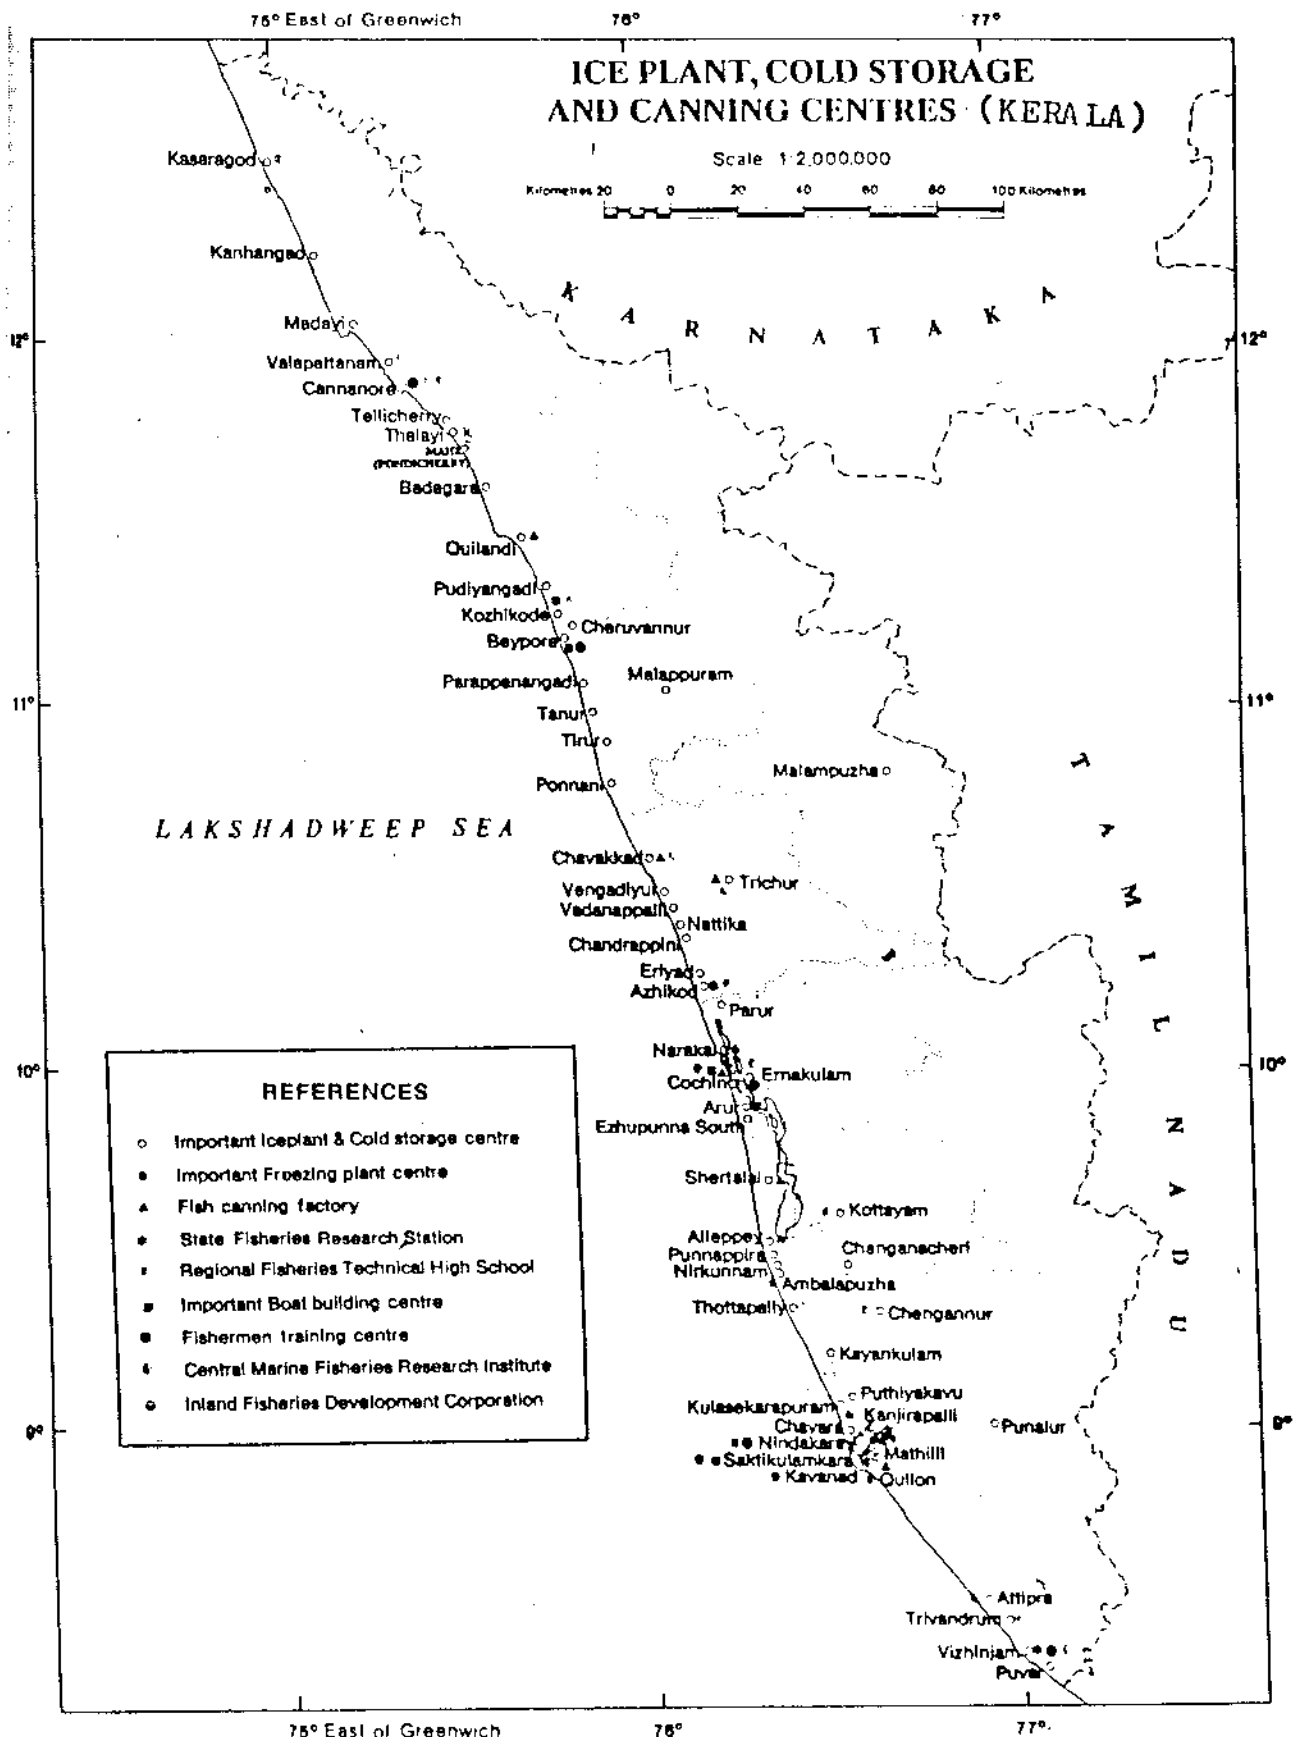 75° East of Greenwich
76°
77°
ICE PLANT, COLD STORAGE
AND CANNING CENTRES (KERALA)
Scale 1:2,000,000
Kilometres 20 0 20 40 60 80 100 Kilometres
Kasaragod
Kanhangad
KARNATAKA
Madayi
12°
12°
Valapattanam
Cannanore
Tellicherry
Thalayi
MAHE
(PONDICHERRY)
Badagara
Quilandi
Pudiyangadi
Kozhikode
Cheruvannur
Beypore
Malappuram
Parappanangadi
11°
11°
Tanur
Tirur
TAMIL NADU
Malampuzha
Ponnani
LAKSHADWEEP SEA
Chavakkad
Trichur
Vengadiyur
Vadanappalli
Nattika
Chandrappini
Eriyad
Azhikod
Parur
Narakal
10°
10°
Ernakulam
Cochin
Arur
Ezhupunna South
Shertalai
Kottayam
Alleppey
Changanacheri
Punnappira
Nirkunnam
Ambalapuzha
Thottapally
Chengannur
Kayankulam
Puthiyakavu
Kulasekarapuram
Kanjirapalli
Chavara
Punalur
9°
9°
Nindakara
Mathilil
Saktikulamkara
Kavanad
Quilon
Attipra
Trivandrum
Vizhinjam
Puvar
REFERENCES
Important Iceplant & Cold storage centre
Important Freezing plant centre
Fish canning factory
State Fisheries Research Station
Regional Fisheries Technical High School
Important Boat building centre
Fishermen training centre
Central Marine Fisheries Research Institute
Inland Fisheries Development Corporation
75° East of Greenwich
76°
77°